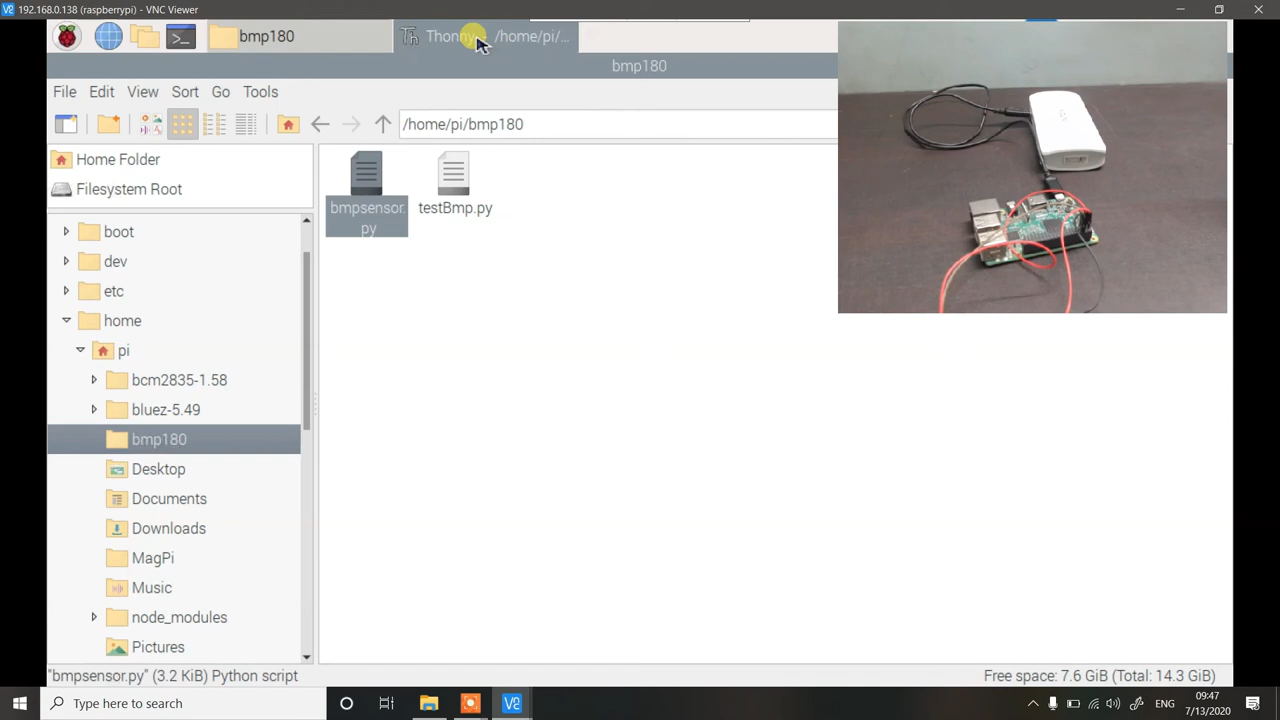 192.168.0.138 (raspberrypi) - VNC Viewer
bmp180
Thonny - /home/pi/...
bmp180
File Edit View Sort Go Tools
/home/pi/bmp180
Home Folder
Filesystem Root
boot
dev
etc
home
pi
bcm2835-1.58
bluez-5.49
bmp180
Desktop
Documents
Downloads
MagPi
Music
node_modules
Pictures
bmpsensor.
py
testBmp.py
"bmpsensor.py" (3.2 KiB) Python script
Free space: 7.6 GiB (Total: 14.3 GiB)
Type here to search
ENG
09:47
7/13/2020